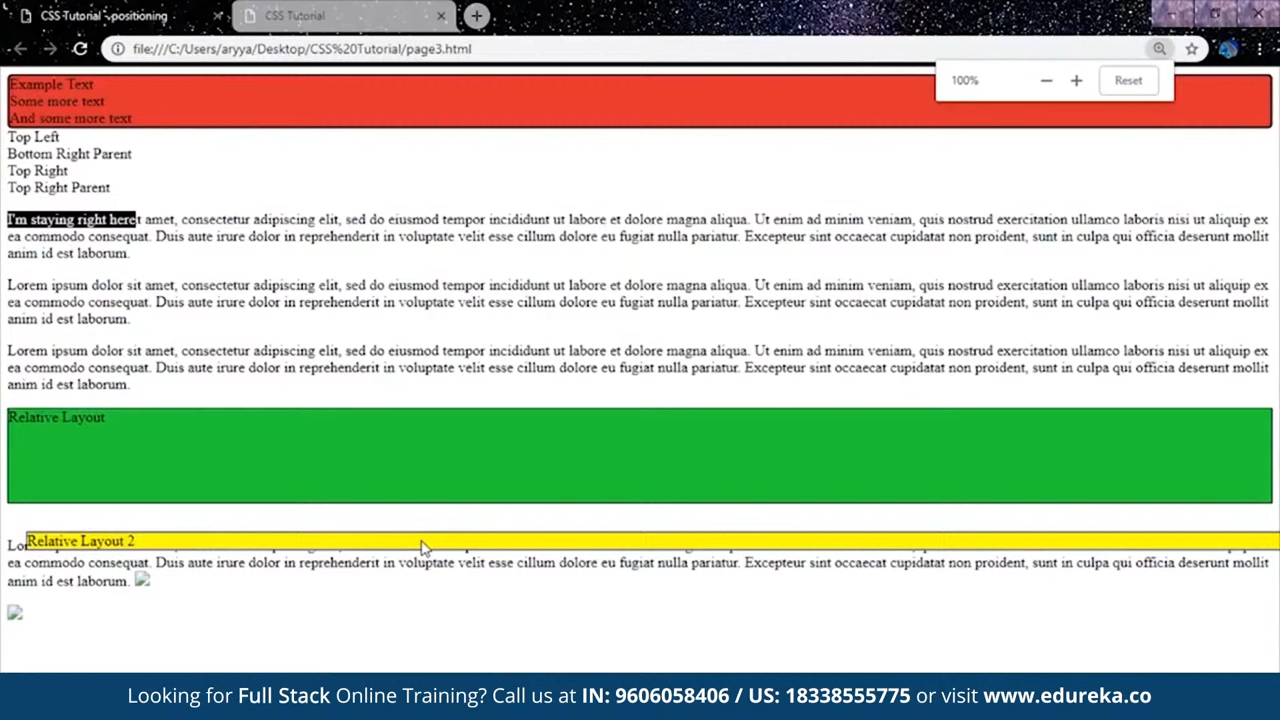 CSS Tutorial - positioning
CSS Tutorial
file:///C:/Users/aryya/Desktop/CSS%20Tutorial/page3.html
100%
Reset
Example Text
Some more text
And some more text
Top Left
Bottom Right Parent
Top Right
Top Right Parent
I'm staying right here t amet, consectetur adipiscing elit, sed do eiusmod tempor incididunt ut labore et dolore magna aliqua. Ut enim ad minim veniam, quis nostrud exercitation ullamco laboris nisi ut aliquip ex
ea commodo consequat. Duis aute irure dolor in reprehenderit in voluptate velit esse cillum dolore eu fugiat nulla pariatur. Excepteur sint occaecat cupidatat non proident, sunt in culpa qui officia deserunt mollit
anim id est laborum.
Lorem ipsum dolor sit amet, consectetur adipiscing elit, sed do eiusmod tempor incididunt ut labore et dolore magna aliqua. Ut enim ad minim veniam, quis nostrud exercitation ullamco laboris nisi ut aliquip ex
ea commodo consequat. Duis aute irure dolor in reprehenderit in voluptate velit esse cillum dolore eu fugiat nulla pariatur. Excepteur sint occaecat cupidatat non proident, sunt in culpa qui officia deserunt mollit
anim id est laborum.
Lorem ipsum dolor sit amet, consectetur adipiscing elit, sed do eiusmod tempor incididunt ut labore et dolore magna aliqua. Ut enim ad minim veniam, quis nostrud exercitation ullamco laboris nisi ut aliquip ex
ea commodo consequat. Duis aute irure dolor in reprehenderit in voluptate velit esse cillum dolore eu fugiat nulla pariatur. Excepteur sint occaecat cupidatat non proident, sunt in culpa qui officia deserunt mollit
anim id est laborum.
Relative Layout
Relative Layout 2
ea commodo consequat. Duis aute irure dolor in reprehenderit in voluptate velit esse cillum dolore eu fugiat nulla pariatur. Excepteur sint occaecat cupidatat non proident, sunt in culpa qui officia deserunt mollit
anim id est laborum.
Looking for Full Stack Online Training? Call us at IN: 9606058406 / US: 18338555775 or visit www.edureka.co